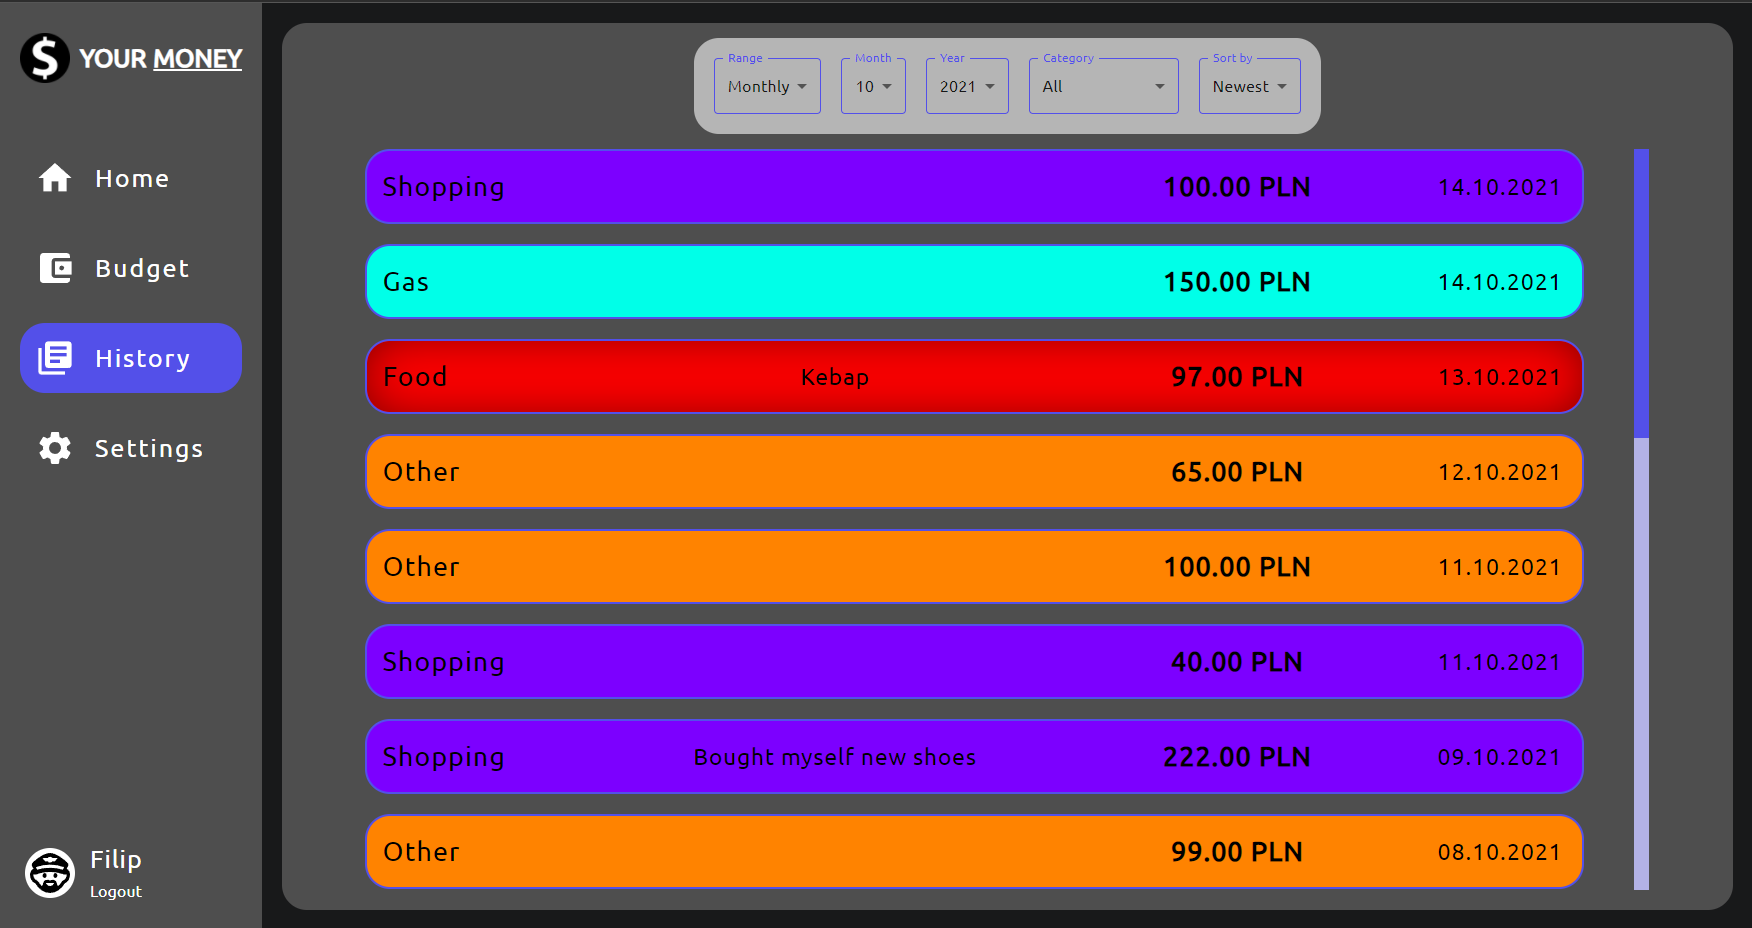 YOUR MONEY
Home
Budget
History
Settings
Filip
Logout
Range Month Year Category Sort by
Monthly 10 2021 All Newest
Shopping 100.00 PLN 14.10.2021
Gas 150.00 PLN 14.10.2021
Food Kebap 97.00 PLN 13.10.2021
Other 65.00 PLN 12.10.2021
Other 100.00 PLN 11.10.2021
Shopping 40.00 PLN 11.10.2021
Shopping Bought myself new shoes 222.00 PLN 09.10.2021
Other 99.00 PLN 08.10.2021